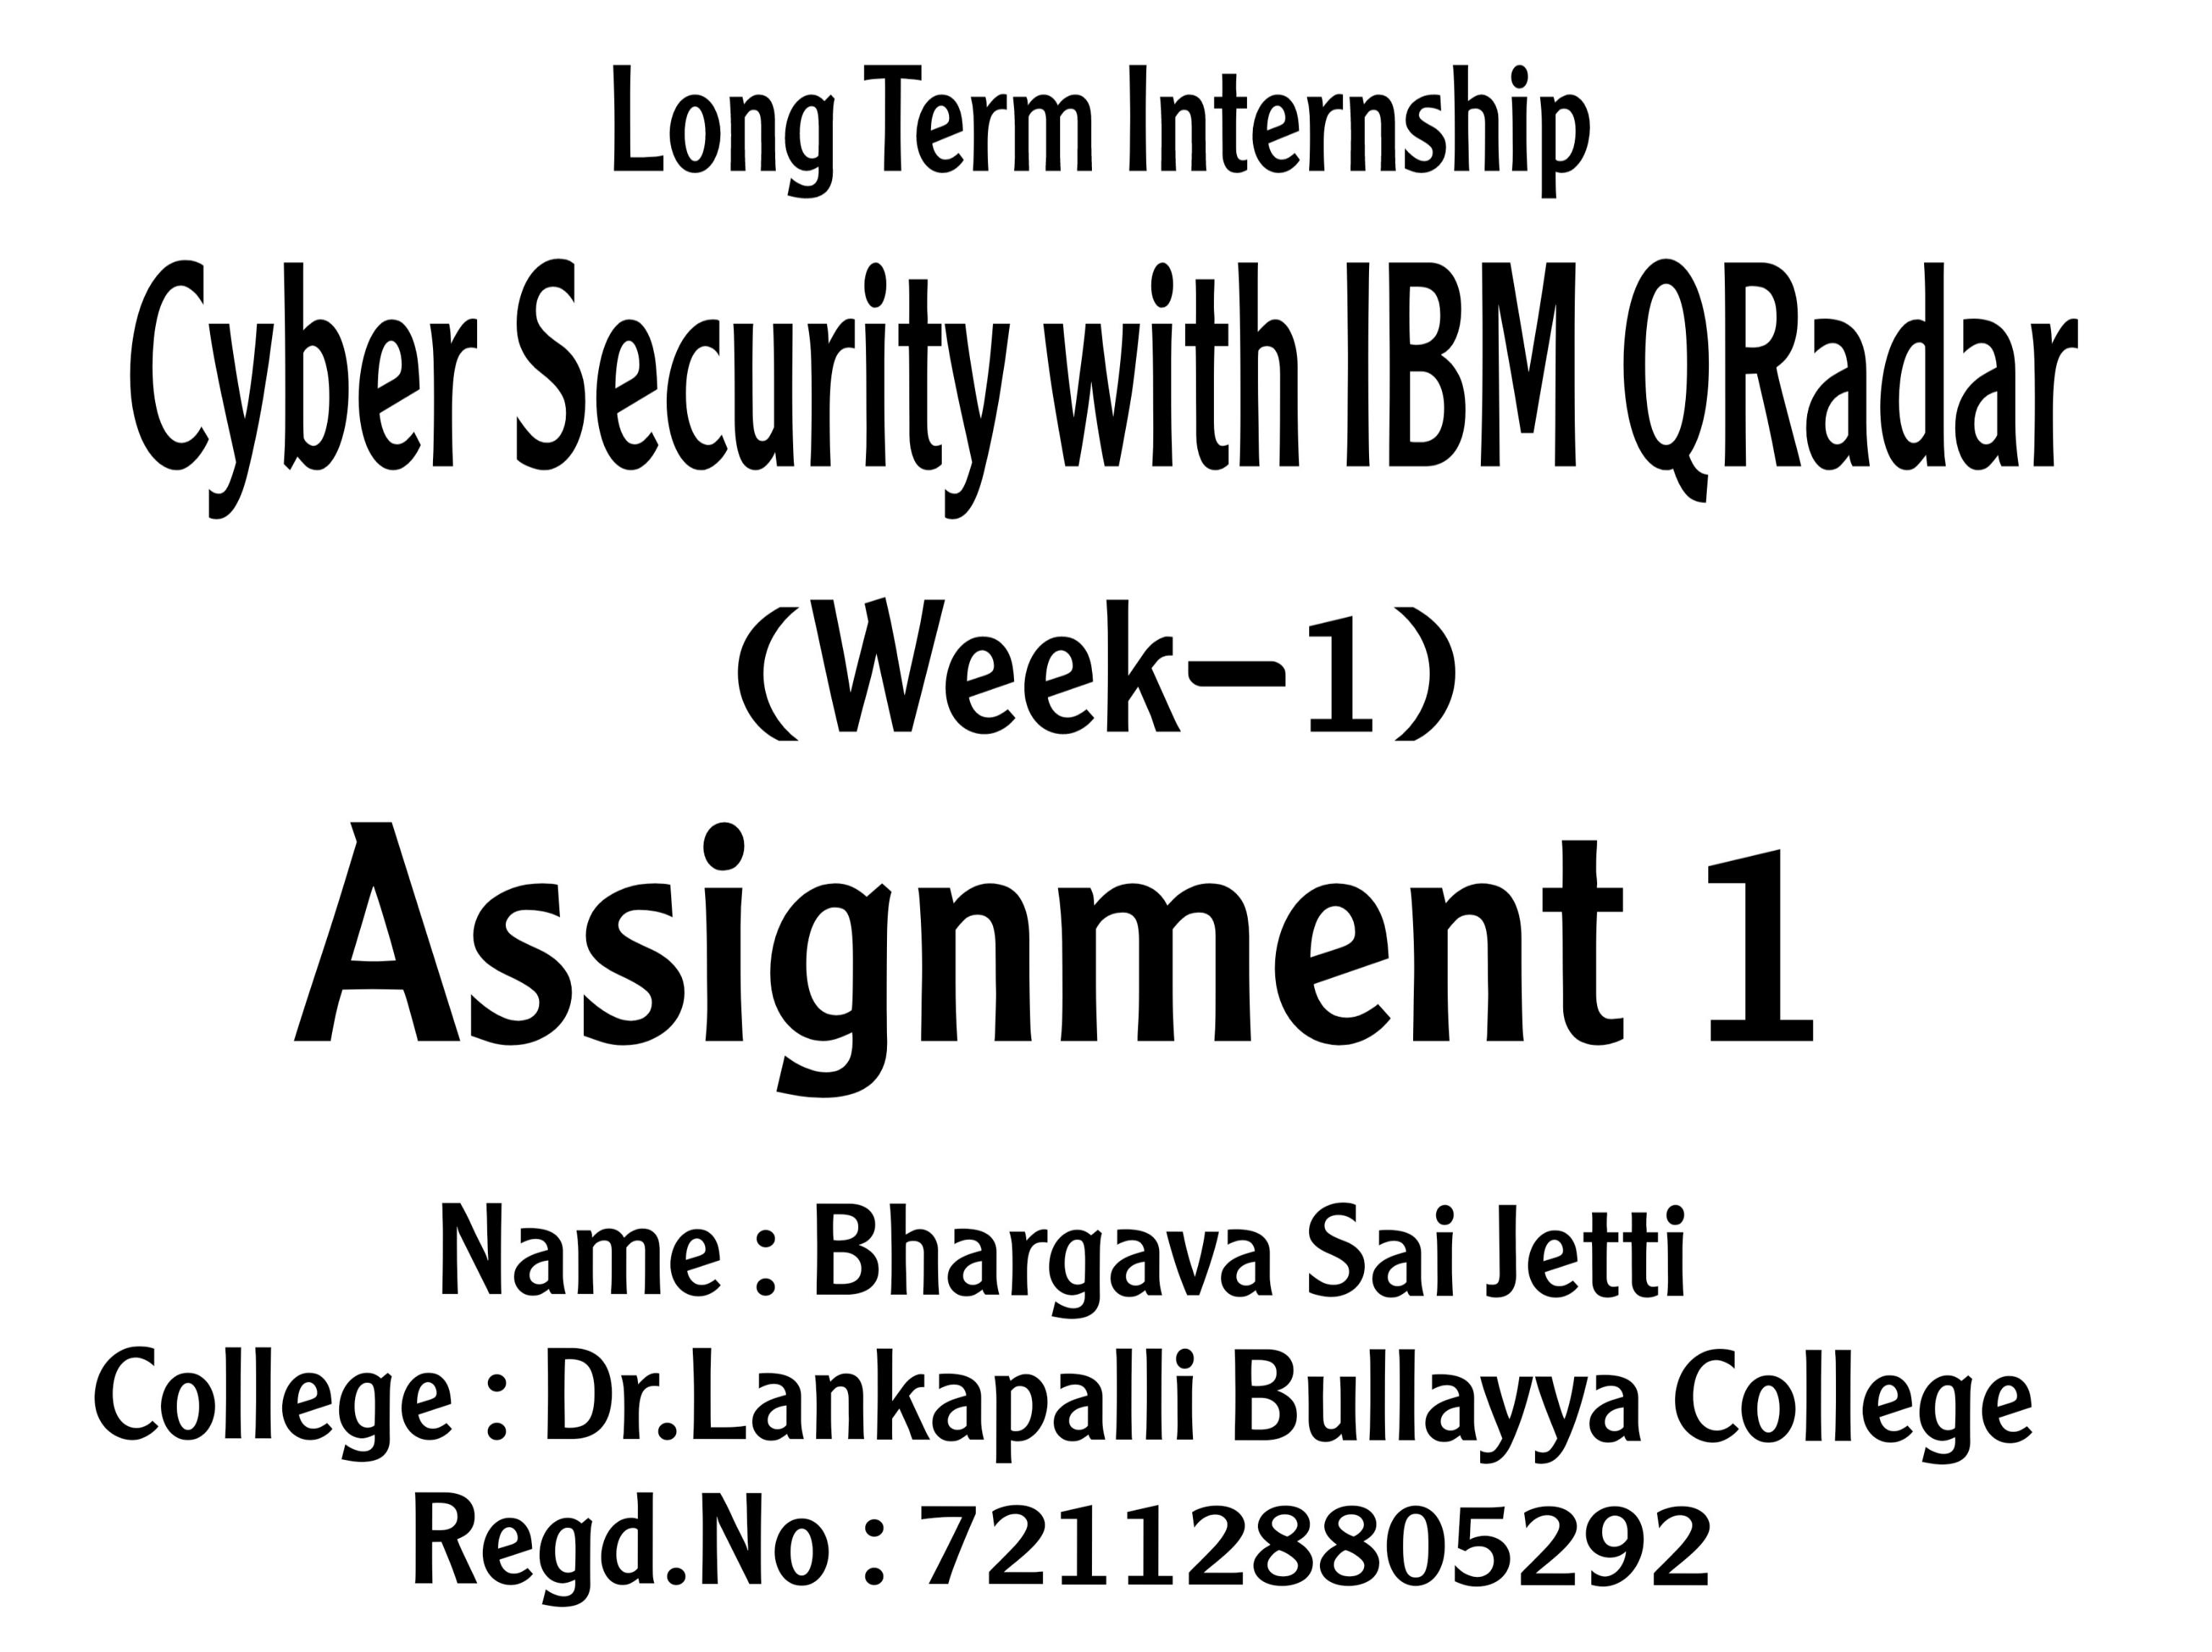 Long Term Internship
Cyber Security with IBM QRadar
(Week-1)
Assignment 1
Name : Bhargava Sai Jetti
College : Dr.Lankapalli Bullayya College
Regd.No : 721128805292